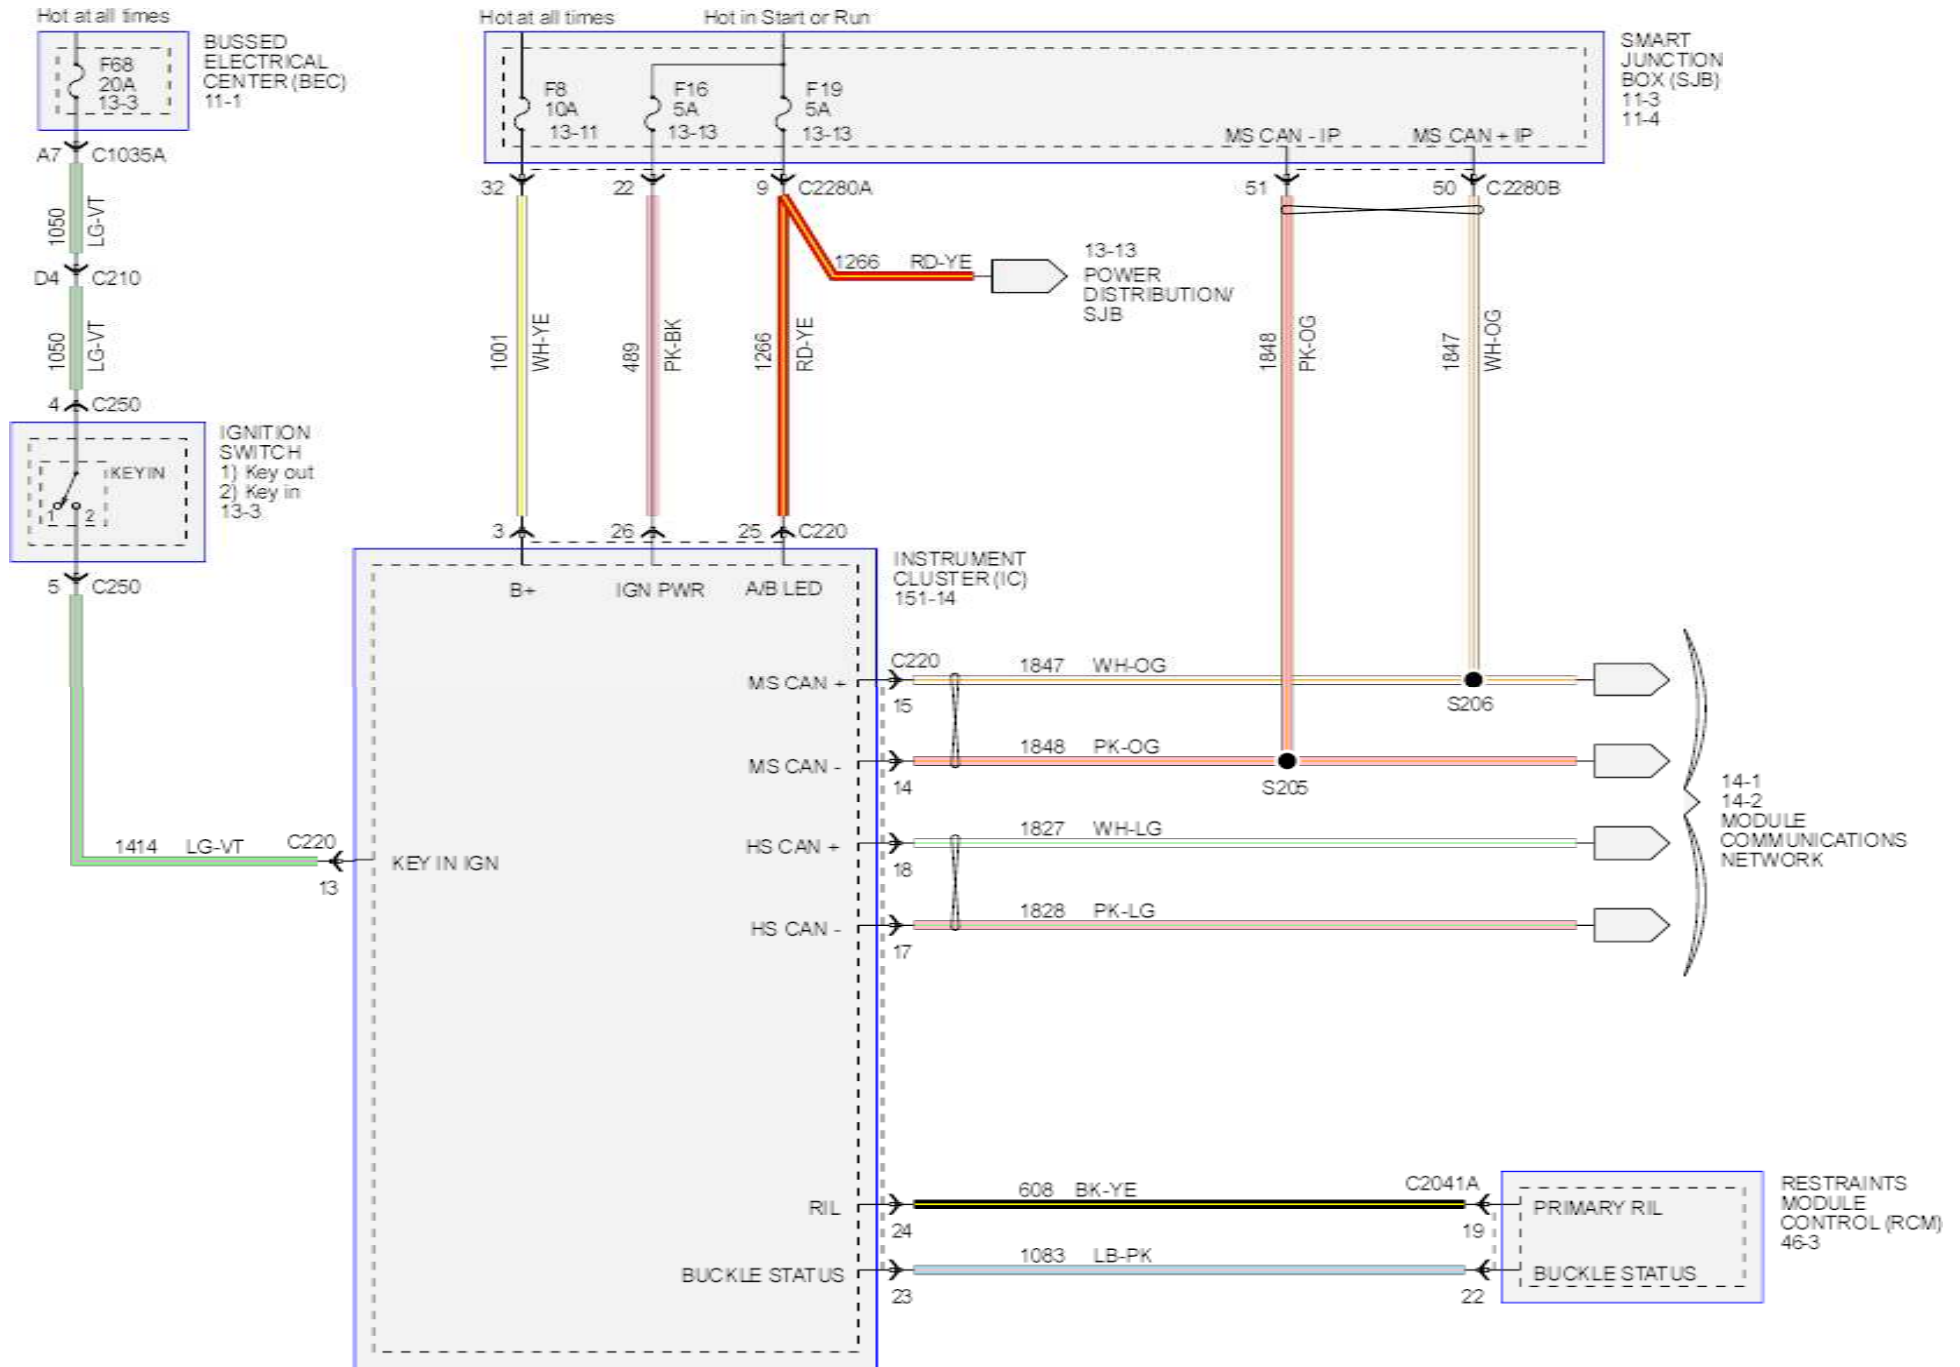 Hot at all times
Hot at all times
Hot in Start or Run
BUSSED
ELECTRICAL
CENTER (BEC)
11-1
F68
20A
13-3
SMART
JUNCTION
BOX (SJB)
11-3
11-4
F8
10A
13-11
F16
5A
13-13
F19
5A
13-13
MS CAN - IP
MS CAN + IP
A7
C1035A
32
22
9
C2280A
51
50
C2280B
1050
LG-VT
D4
C210
1050
LG-VT
4
C250
1266
RD-YE
13-13
POWER
DISTRIBUTION/
SJB
1001
WH-YE
489
PK-BK
1266
RD-YE
1848
PK-OG
1847
WH-OG
IGNITION
SWITCH
1) Key out
2) Key in
13-3
KEY IN
1
2
5
C250
3
26
25
C220
INSTRUMENT
CLUSTER (IC)
151-14
B+
IGN PWR
A/B LED
MS CAN +
C220
15
1847
WH-OG
S206
MS CAN -
14
1848
PK-OG
S205
HS CAN +
18
1827
WH-LG
HS CAN -
17
1828
PK-LG
14-1
14-2
MODULE
COMMUNICATIONS
NETWORK
1414
LG-VT
C220
13
KEY IN IGN
RIL
24
608
BK-YE
C2041A
19
PRIMARY RIL
RESTRAINTS
MODULE
CONTROL (RCM)
46-3
BUCKLE STATUS
23
1083
LB-PK
22
BUCKLE STATUS